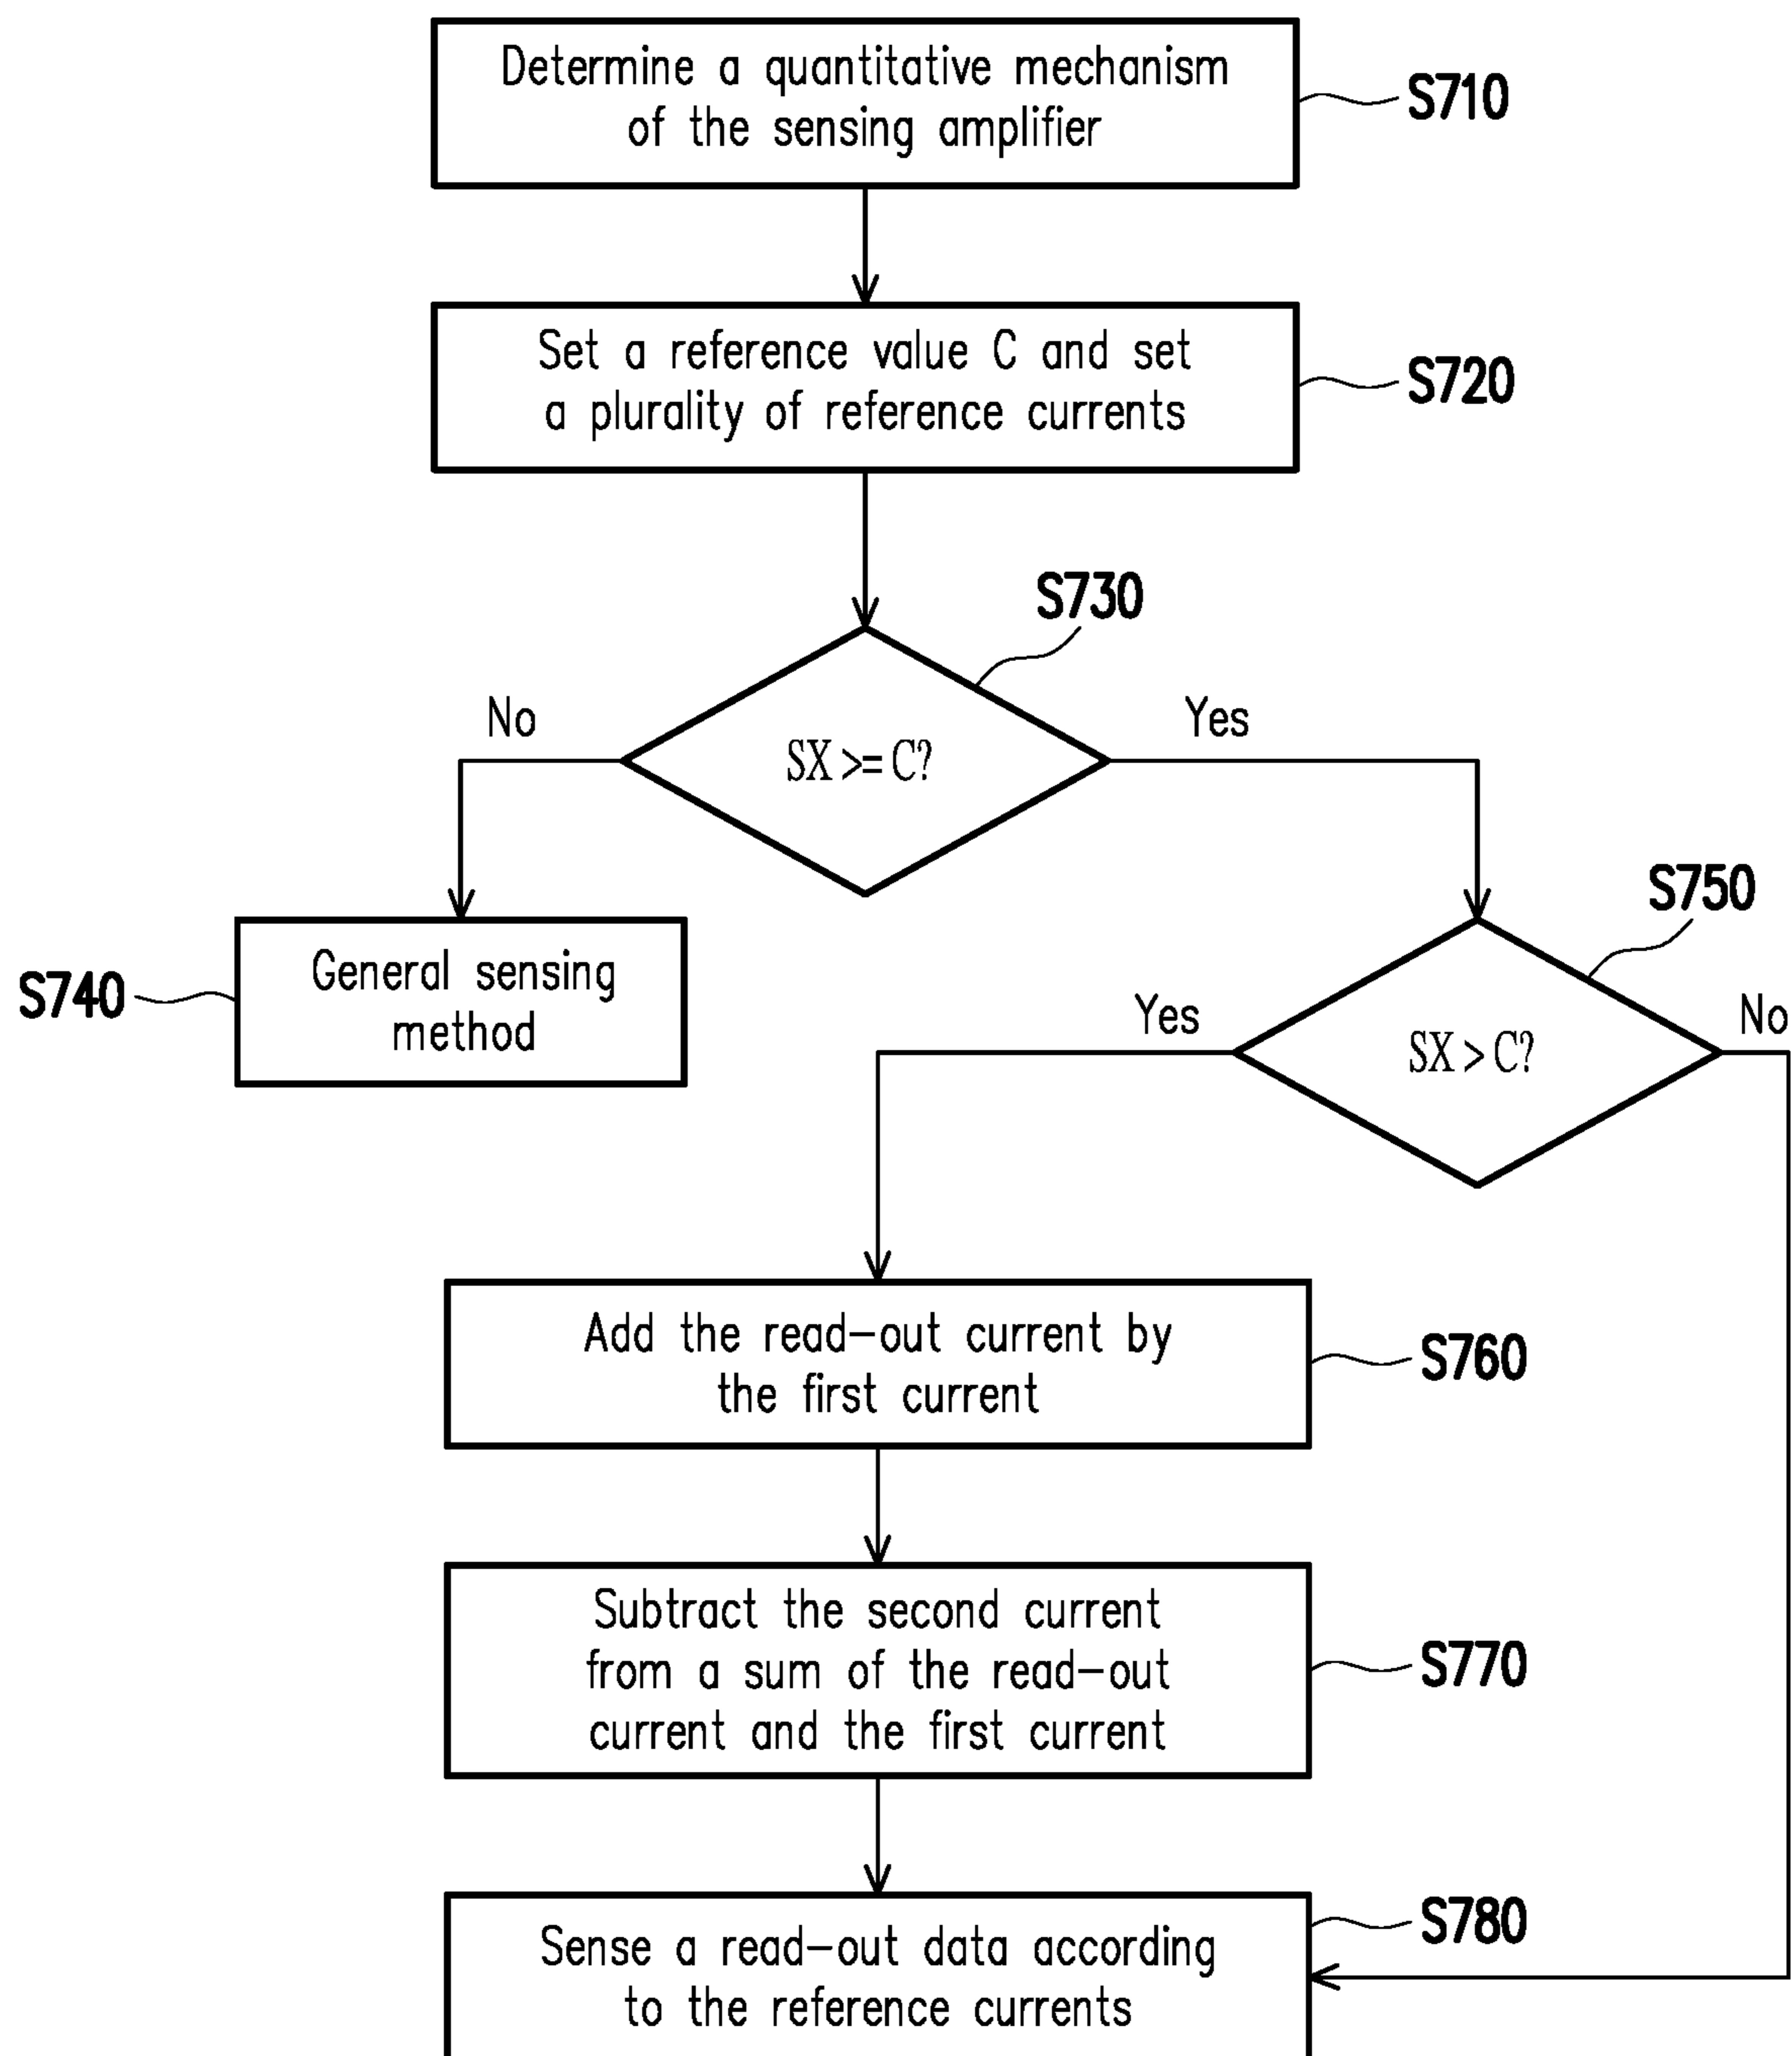 Determine a quantitative mechanism
of the sensing amplifier
S710
Set a reference value C and set
a plurality of reference currents
S720
S730
SX >= C?
No
Yes
General sensing
method
S740
S750
SX > C?
Yes
No
Add the read-out current by
the first current
S760
Subtract the second current
from a sum of the read-out
current and the first current
S770
Sense a read-out data according
to the reference currents
S780